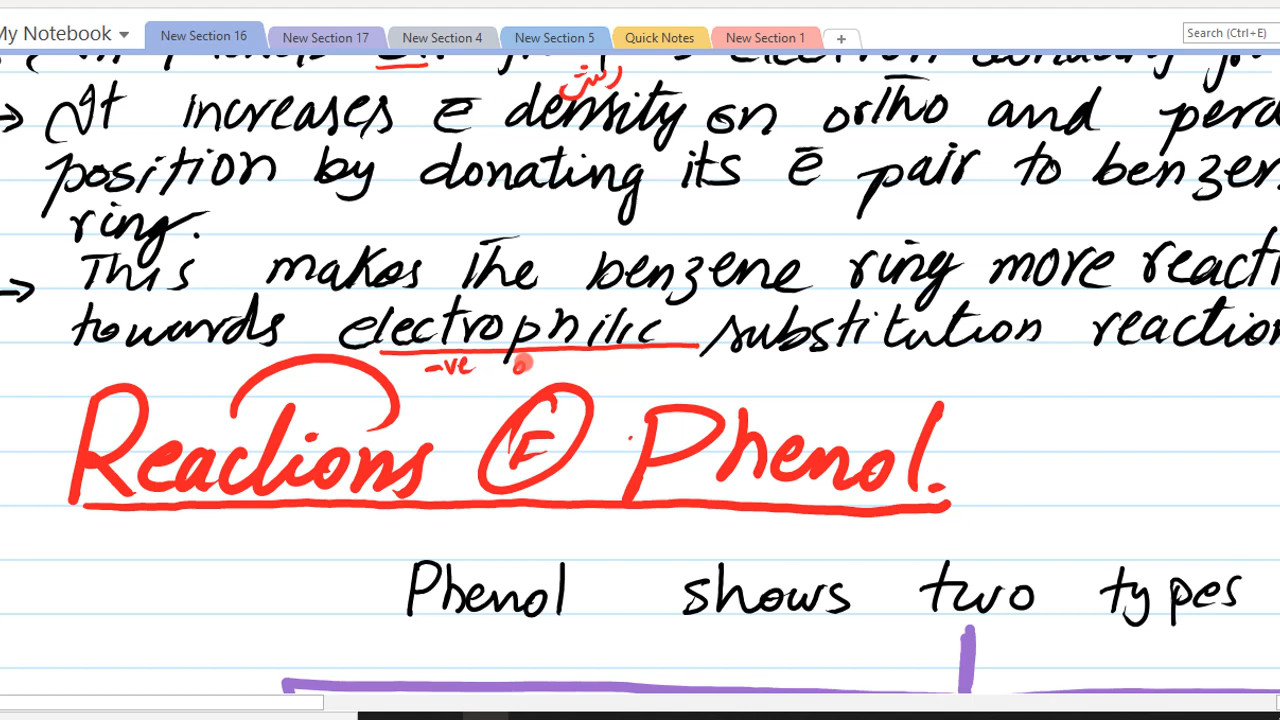 My Notebook New Section 16 New Section 17 New Section 4 New Section 5 Quick Notes New Section 1 + Search (Ctrl+E)
رش
→ It increases ē density on ortho and para
position by donating its ē pair to benzen
ring.
→ This makes the benzene ring more reacti
towards electrophilic substitution reaction
-ve
Reactions of Phenol.
Phenol shows two types